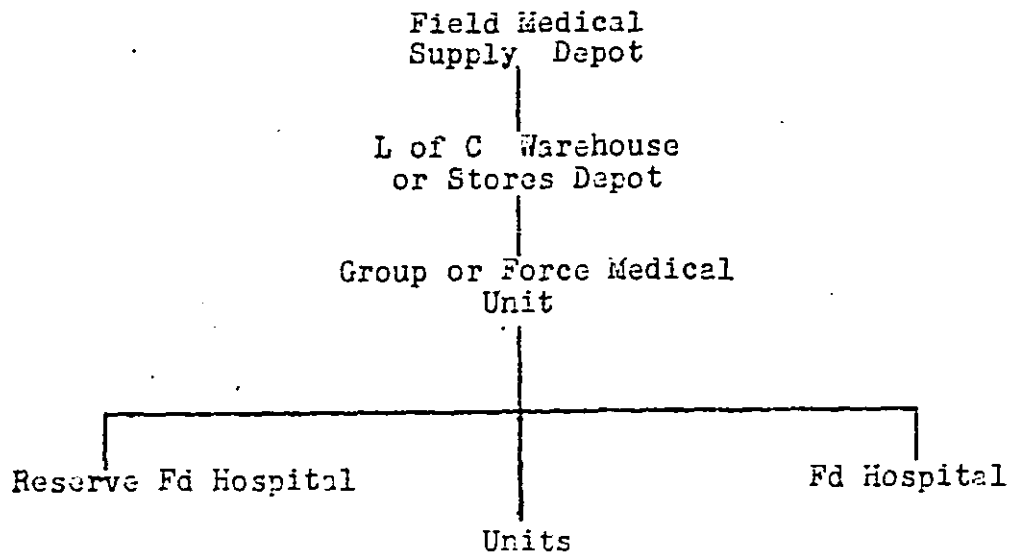 Field Medical
Supply Depot
L of C Warehouse
or Stores Depot
Group or Force Medical
Unit
Reserve Fd Hospital
Fd Hospital
Units